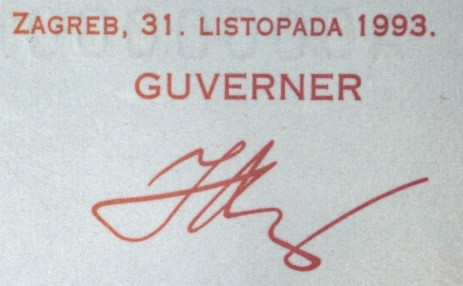 ZAGREB, 31. LISTOPADA 1993.
GUVERNER